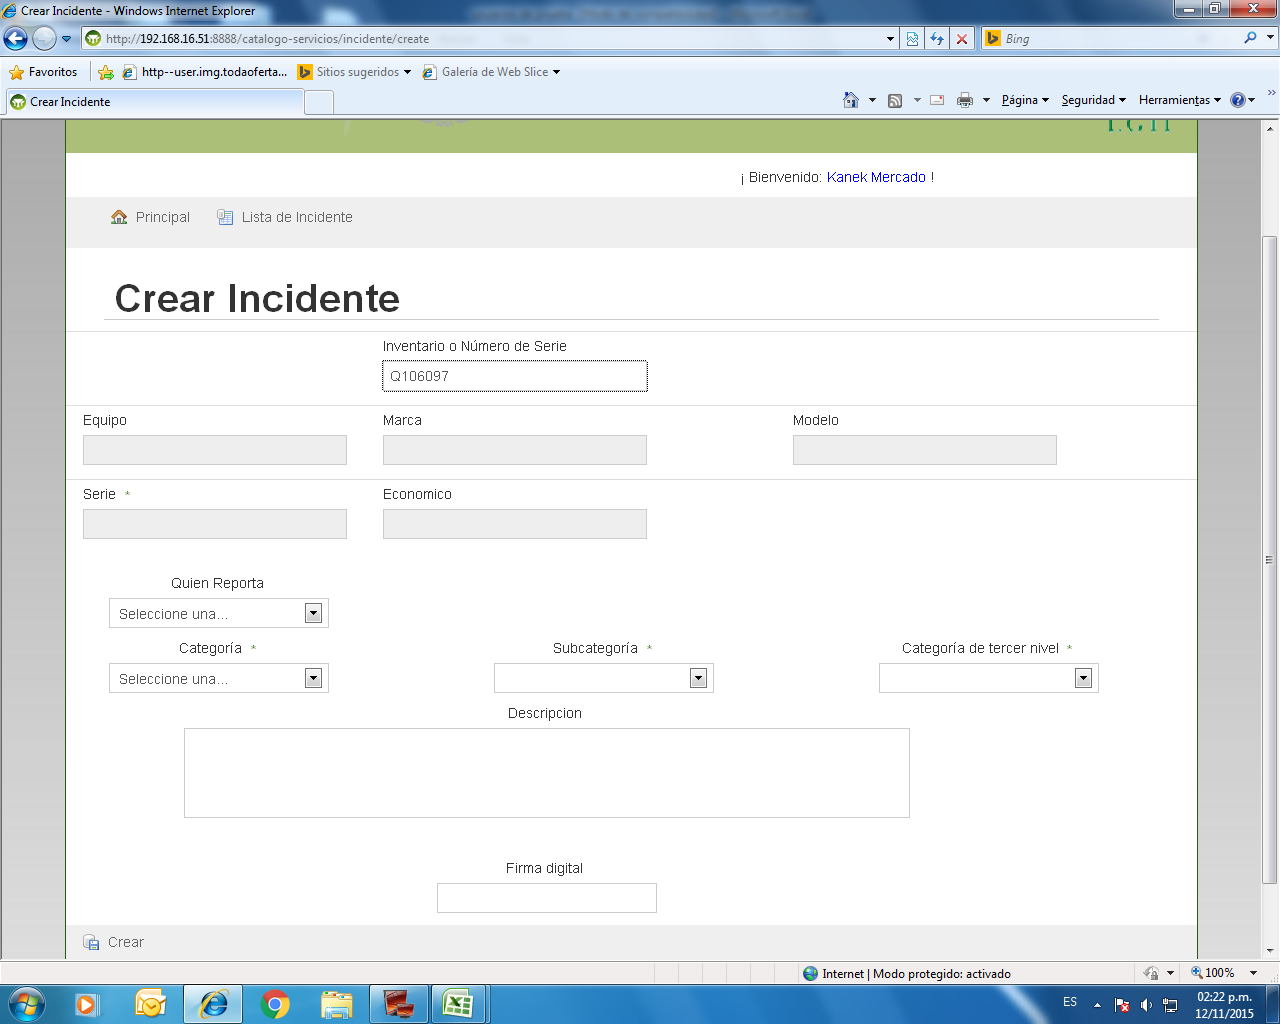 Crear Incidente - Windows Internet Explorer
http://192.168.16.51:8888/catalogo-servicios/incidente/create
Bing
Favoritos
http--user.img.todaoferta...
Sitios sugeridos
Galería de Web Slice
Crear Incidente
Página
Seguridad
Herramientas
¡ Bienvenido: Kanek Mercado !
Principal
Lista de Incidente
Crear Incidente
Inventario o Número de Serie
Q106097
Equipo
Marca
Modelo
Serie *
Economico
Quien Reporta
Seleccione una...
Categoría *
Subcategoría *
Categoría de tercer nivel *
Seleccione una...
Descripcion
Firma digital
Crear
Internet | Modo protegido: activado
100%
ES
02:22 p.m.
12/11/2015